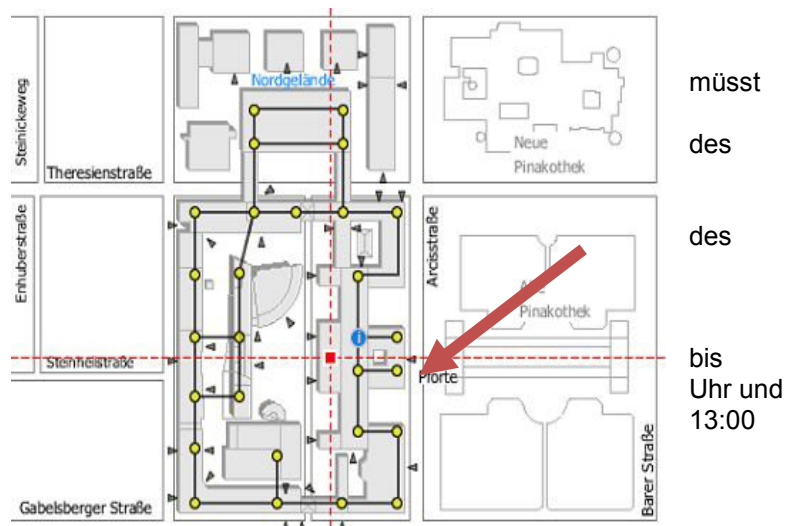 Nordgelände
Steinickeweg
Theresienstraße
Neue
Pinakothek
müsst
des
des
Enhuberstraße
Arcisstraße
Pinakothek
i
Steinheilstraße
Pforte
bis
Uhr und
13:00
Barer Straße
Gabelsberger Straße